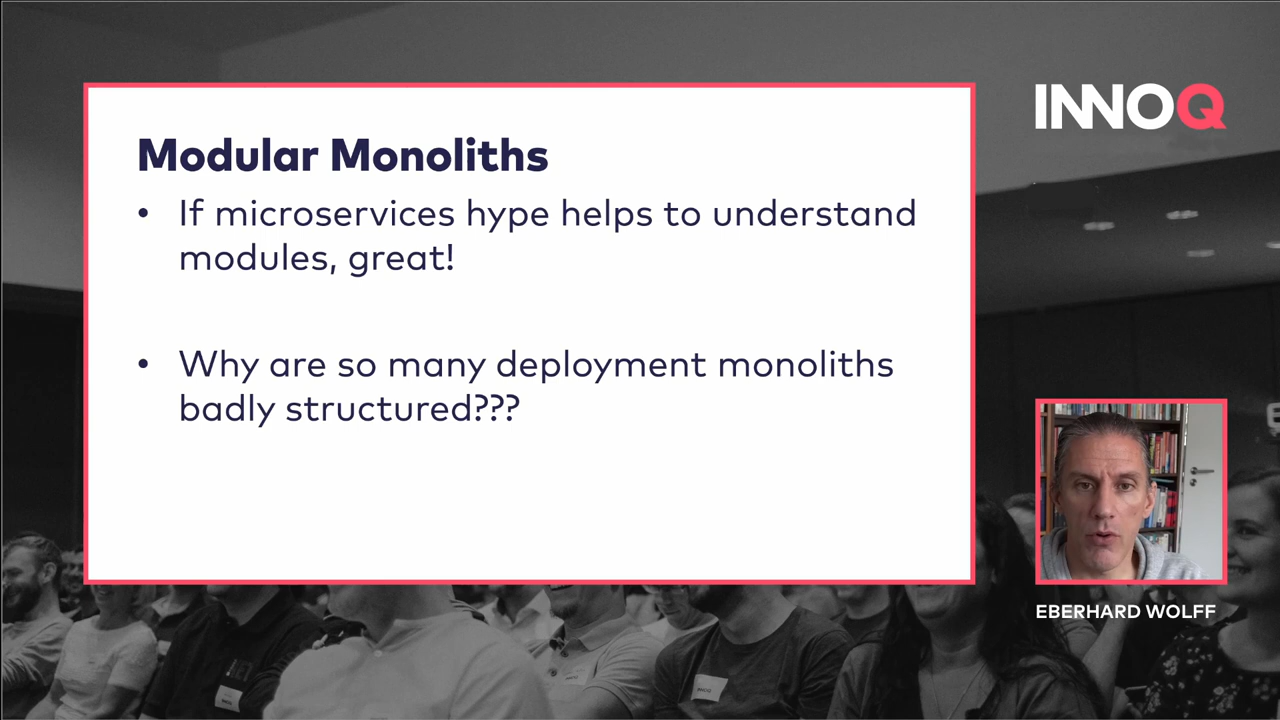 Modular Monoliths
• If microservices hype helps to understand
modules, great!
• Why are so many deployment monoliths
badly structured???
INNOQ
EBERHARD WOLFF
INNOQ